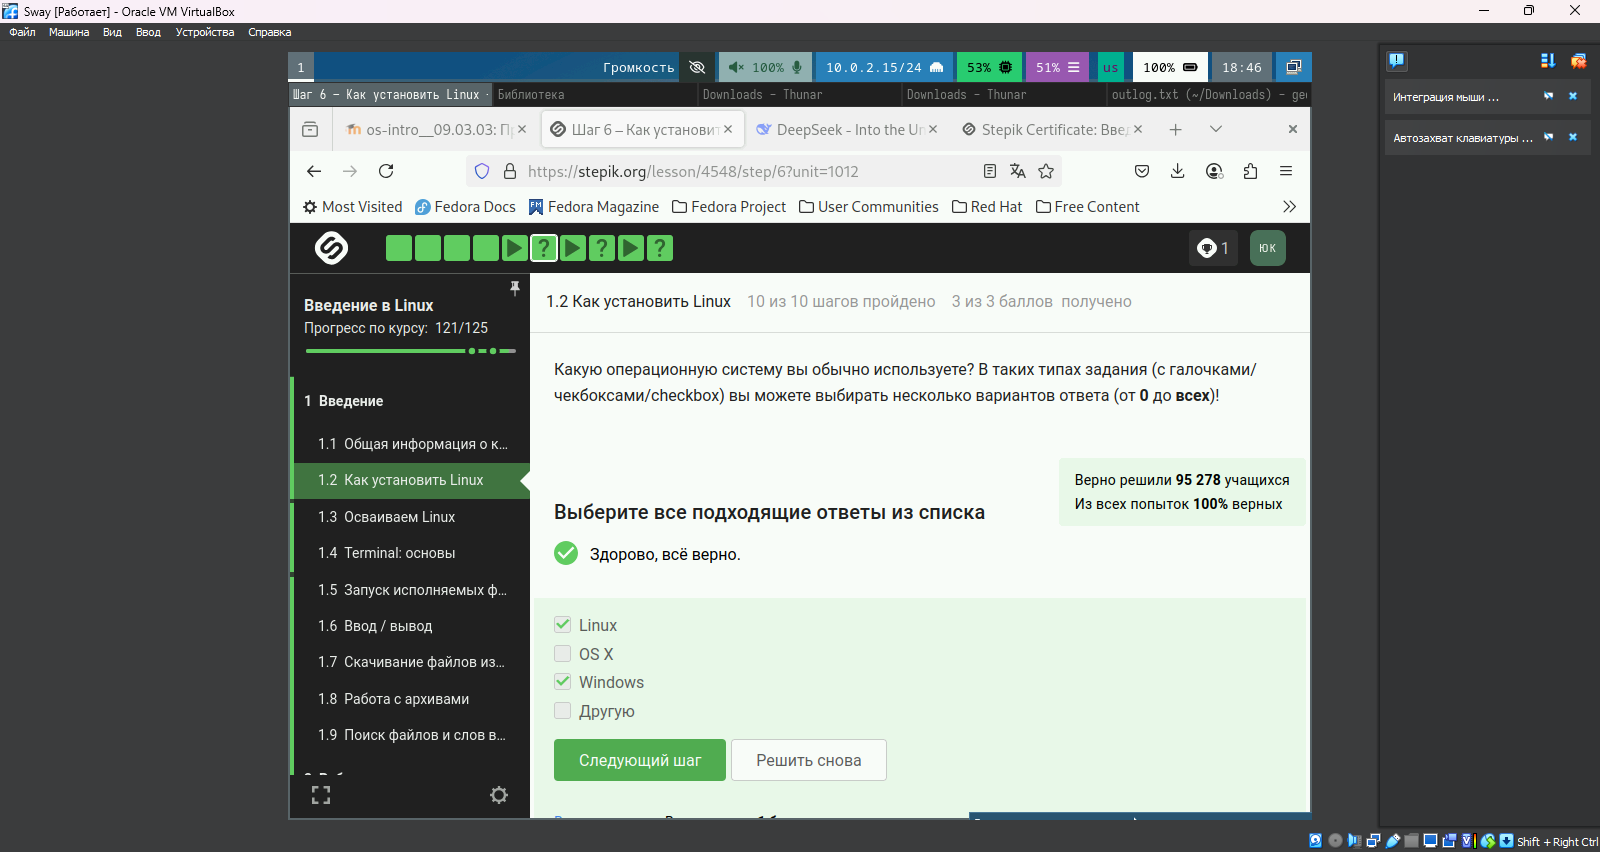 Sway [Работает] - Oracle VM VirtualBox
Файл Машина Вид Ввод Устройства Справка
1 Громкость 100% 10.0.2.15/24 53% 51% us 100% 18:46
Шаг 6 – Как установить Linux · Библиотека Downloads – Thunar Downloads – Thunar outlog.txt (~/Downloads) – ge
os-intro__09.03.03: П Шаг 6 – Как установит DeepSeek - Into the Un Stepik Certificate: Вве
https://stepik.org/lesson/4548/step/6?unit=1012
Most Visited Fedora Docs Fedora Magazine Fedora Project User Communities Red Hat Free Content
1 ЮК
Введение в Linux
Прогресс по курсу: 121/125
1 Введение
1.1 Общая информация о к...
1.2 Как установить Linux
1.3 Осваиваем Linux
1.4 Terminal: основы
1.5 Запуск исполняемых ф...
1.6 Ввод / вывод
1.7 Скачивание файлов из...
1.8 Работа с архивами
1.9 Поиск файлов и слов в...
1.2 Как установить Linux 10 из 10 шагов пройдено 3 из 3 баллов получено
Какую операционную систему вы обычно используете? В таких типах задания (с галочками/
чекбоксами/checkbox) вы можете выбирать несколько вариантов ответа (от 0 до всех)!
Верно решили 95 278 учащихся
Из всех попыток 100% верных
Выберите все подходящие ответы из списка
Здорово, всё верно.
Linux
OS X
Windows
Другую
Следующий шаг Решить снова
Интеграция мыши ...
Автозахват клавиатуры ...
Shift + Right Ctrl